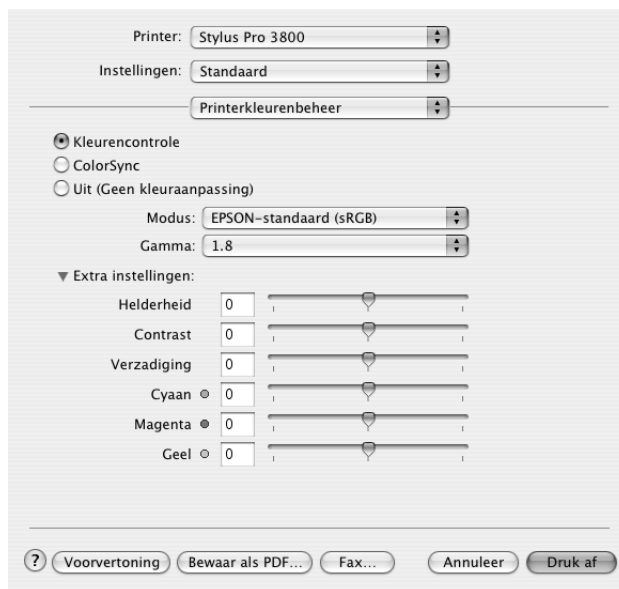 Printer: Stylus Pro 3800
Instellingen: Standaard
Printerkleurenbeheer
Kleurencontrole
ColorSync
Uit (Geen kleuraanpassing)
Modus: EPSON-standaard (sRGB)
Gamma: 1.8
Extra instellingen:
Helderheid 0
Contrast 0
Verzadiging 0
Cyaan 0
Magenta 0
Geel 0
? Voorvertoning Bewaar als PDF... Fax... Annuleer Druk af